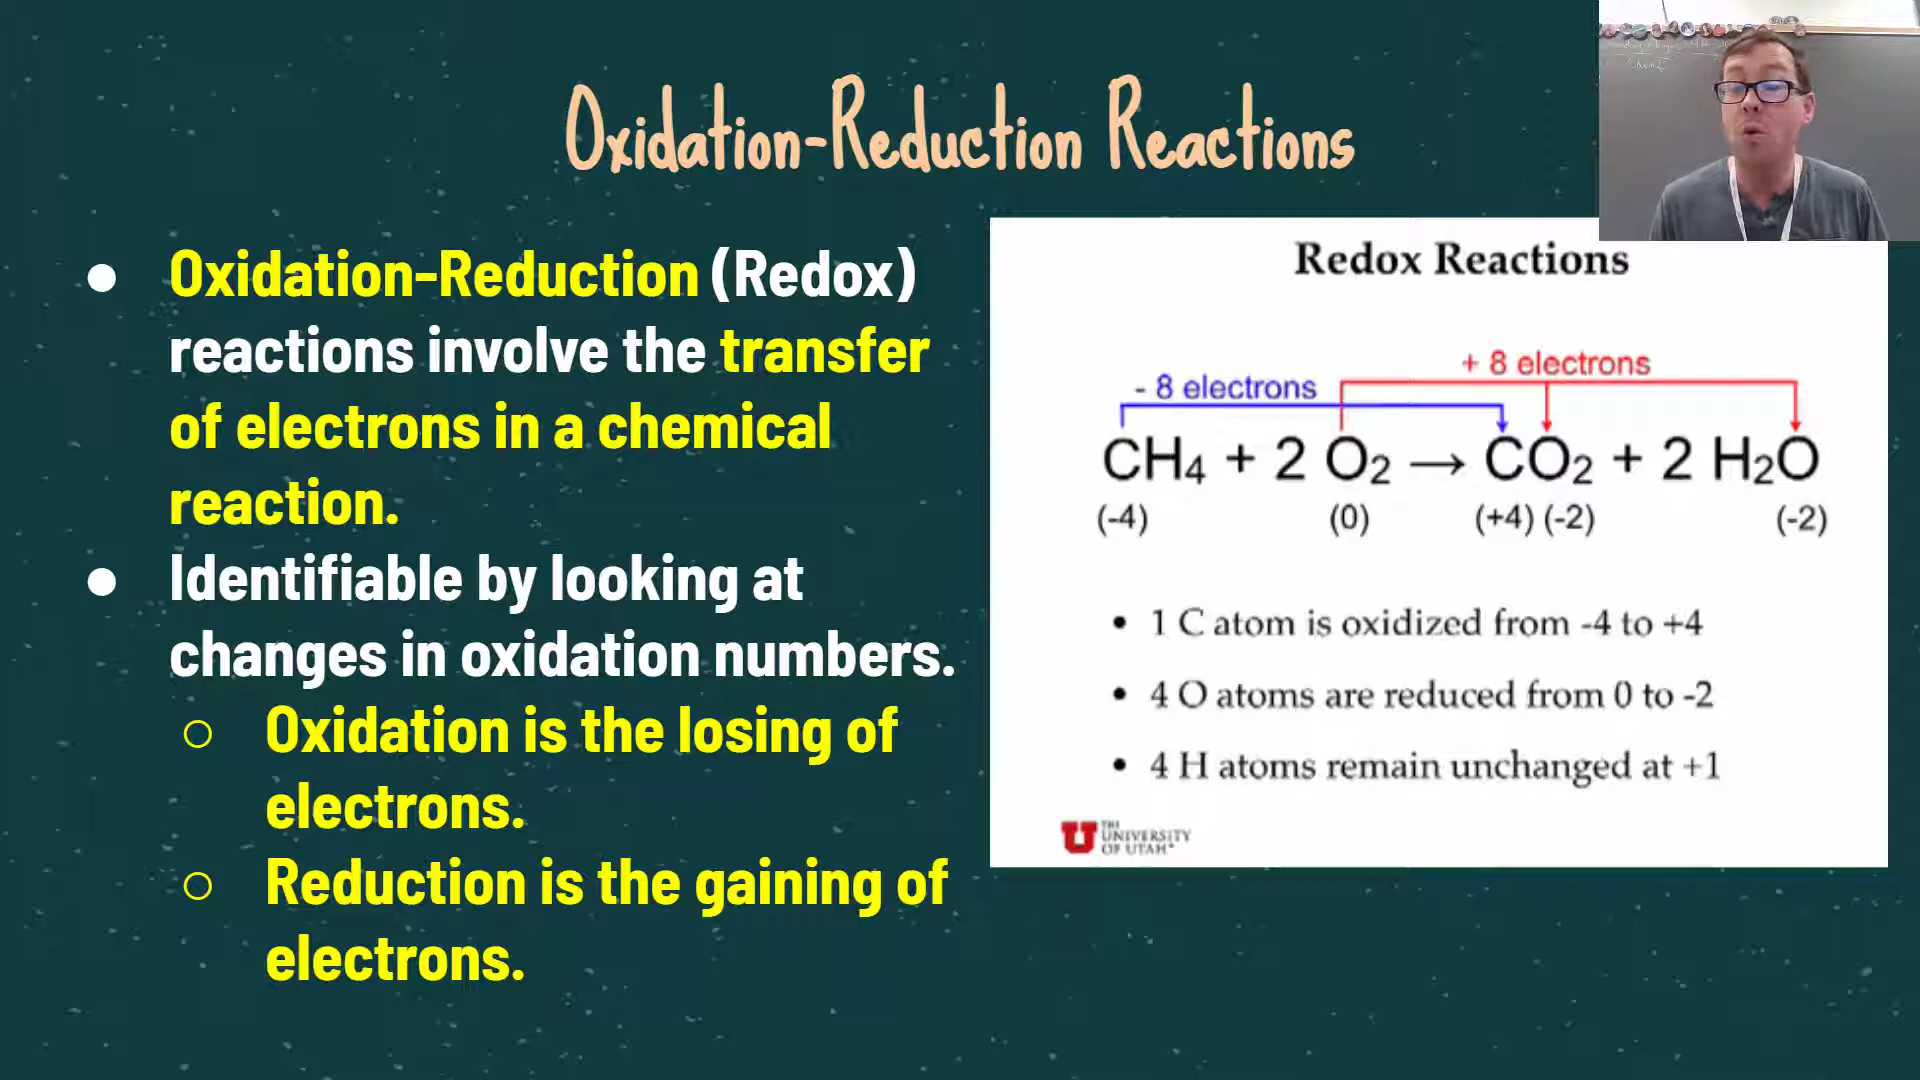 Oxidation-Reduction Reactions
● Oxidation-Reduction (Redox)
reactions involve the transfer
of electrons in a chemical
reaction.
● Identifiable by looking at
changes in oxidation numbers.
○ Oxidation is the losing of
electrons.
○ Reduction is the gaining of
electrons.
Redox Reactions
+ 8 electrons
- 8 electrons
CH₄ + 2 O₂ → CO₂ + 2 H₂O
(-4) (0) (+4) (-2) (-2)
• 1 C atom is oxidized from -4 to +4
• 4 O atoms are reduced from 0 to -2
• 4 H atoms remain unchanged at +1
THE
UNIVERSITY
OF UTAH